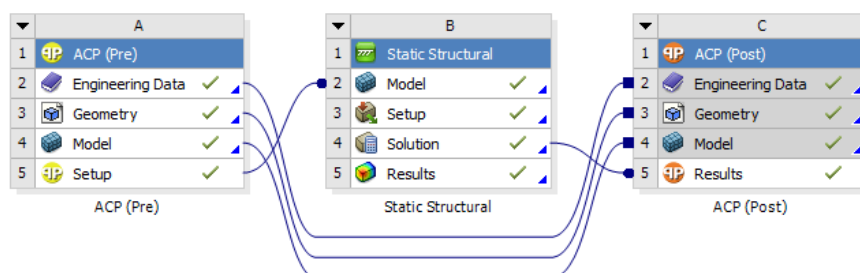 A
1 ACP (Pre)
2 Engineering Data
3 Geometry
4 Model
5 Setup
ACP (Pre)
B
1 Static Structural
2 Model
3 Setup
4 Solution
5 Results
Static Structural
C
1 ACP (Post)
2 Engineering Data
3 Geometry
4 Model
5 Results
ACP (Post)